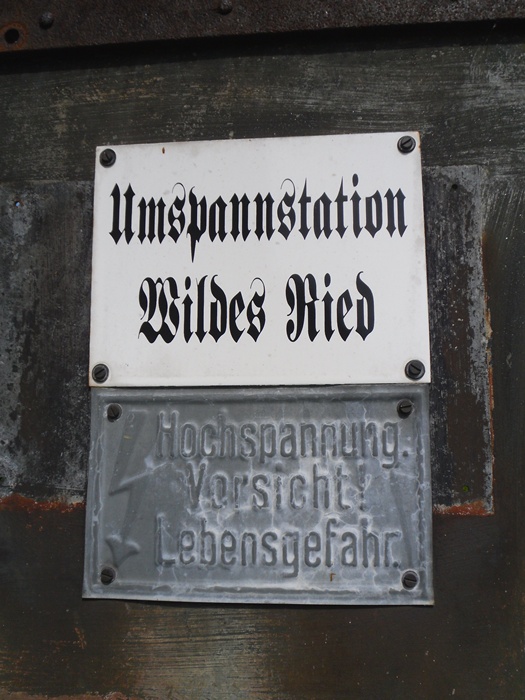 Umspannstation
Wildes Ried
Hochspannung.
Vorsicht!
Lebensgefahr.